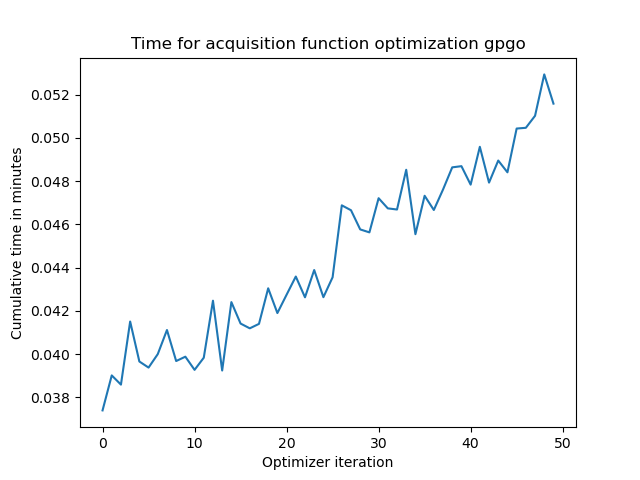 Time for acquisition function optimization gpgo
Cumulative time in minutes
0.052
0.050
0.048
0.046
0.044
0.042
0.040
0.038
0 10 20 30 40 50
Optimizer iteration